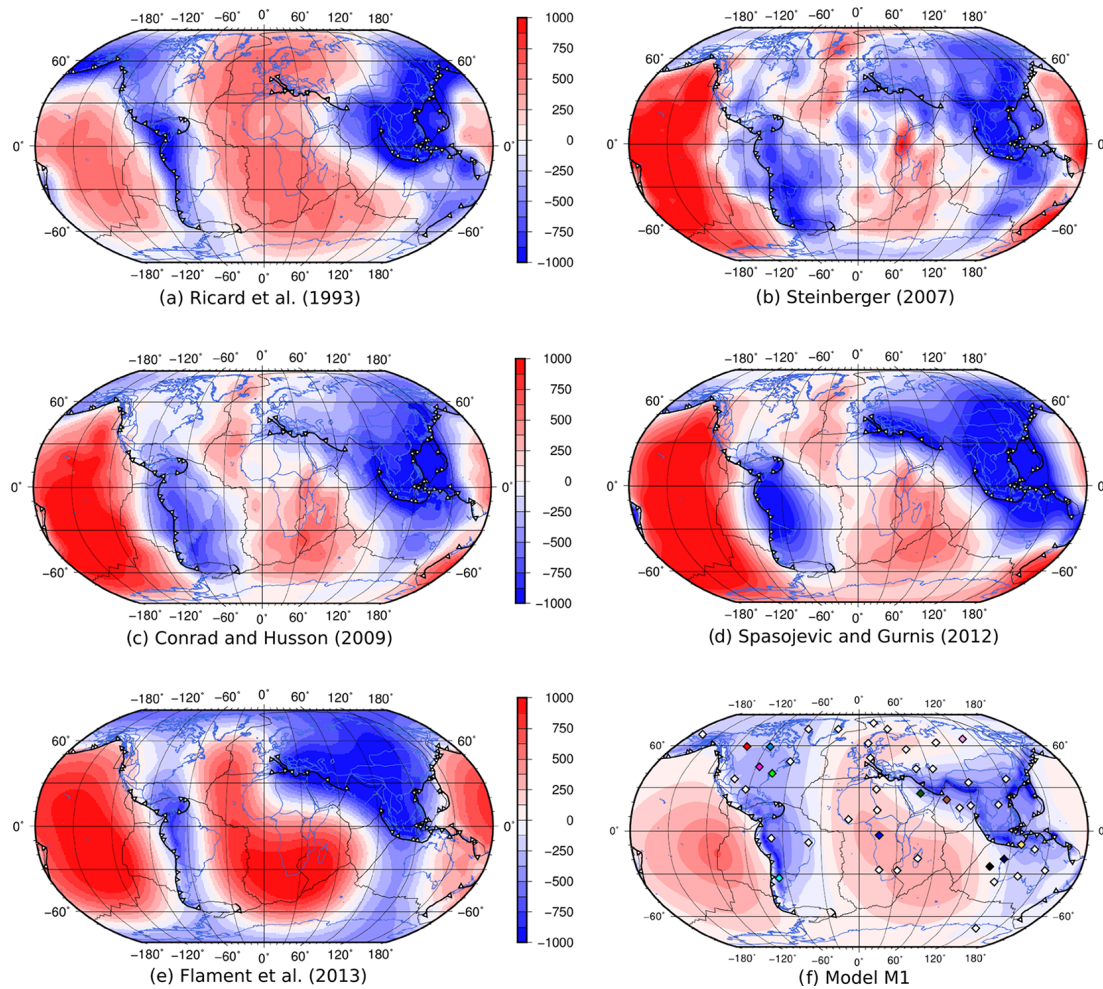 −180° −120° −60° 0° 60° 120° 180°
60°
0°
−60°
−180° −120° −60° 0° 60° 120° 180°
1000
750
500
250
0
−250
−500
−750
−1000
(a) Ricard et al. (1993)
−180° −120° −60° 0° 60° 120° 180°
60°
0°
−60°
−180° −120° −60° 0° 60° 120° 180°
(b) Steinberger (2007)
−180° −120° −60° 0° 60° 120° 180°
60°
0°
−60°
−180° −120° −60° 0° 60° 120° 180°
1000
750
500
250
0
−250
−500
−750
−1000
(c) Conrad and Husson (2009)
−180° −120° −60° 0° 60° 120° 180°
60°
0°
−60°
−180° −120° −60° 0° 60° 120° 180°
(d) Spasojevic and Gurnis (2012)
−180° −120° −60° 0° 60° 120° 180°
60°
0°
−60°
1000
750
500
250
0
−250
−500
−750
−1000
(e) Flament et al. (2013)
−180° −120° −60° 0° 60° 120° 180°
60° 60°
0° 0°
−60° −60°
−180° −120° −60° 0° 60° 120° 180°
(f) Model M1